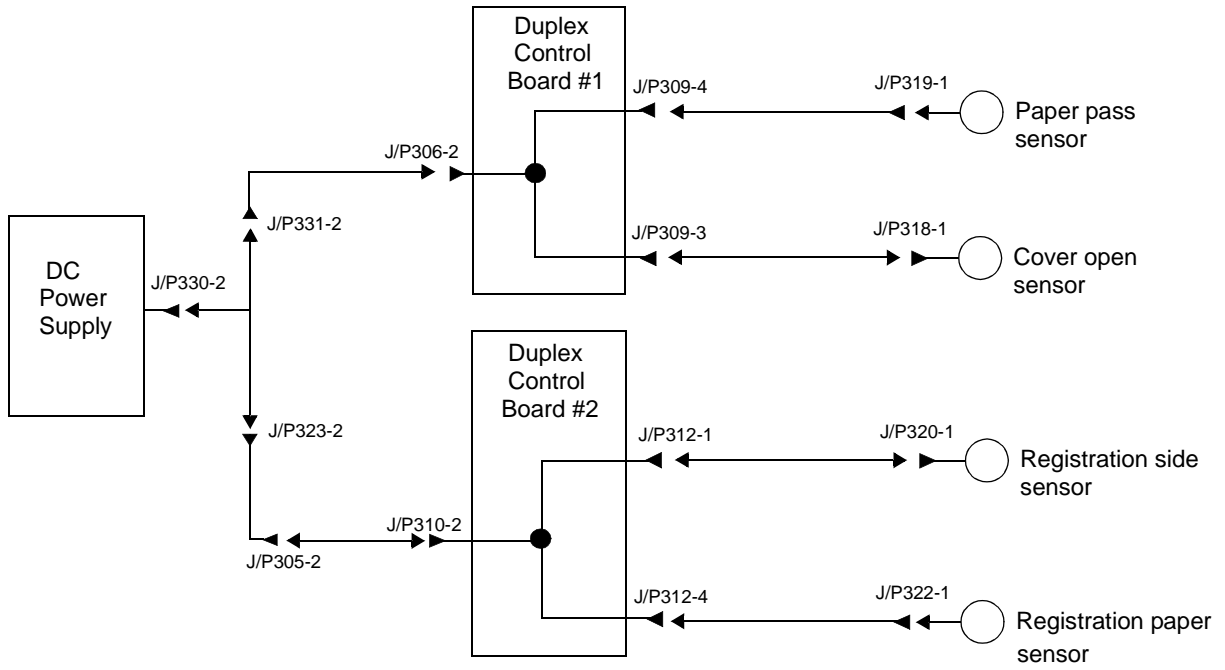 Duplex
Control
Board #1
J/P309-4
J/P319-1
Paper pass
sensor
J/P306-2
J/P331-2
J/P309-3
J/P318-1
Cover open
sensor
DC
Power
Supply
J/P330-2
Duplex
Control
Board #2
J/P323-2
J/P312-1
J/P320-1
Registration side
sensor
J/P310-2
J/P305-2
J/P312-4
J/P322-1
Registration paper
sensor